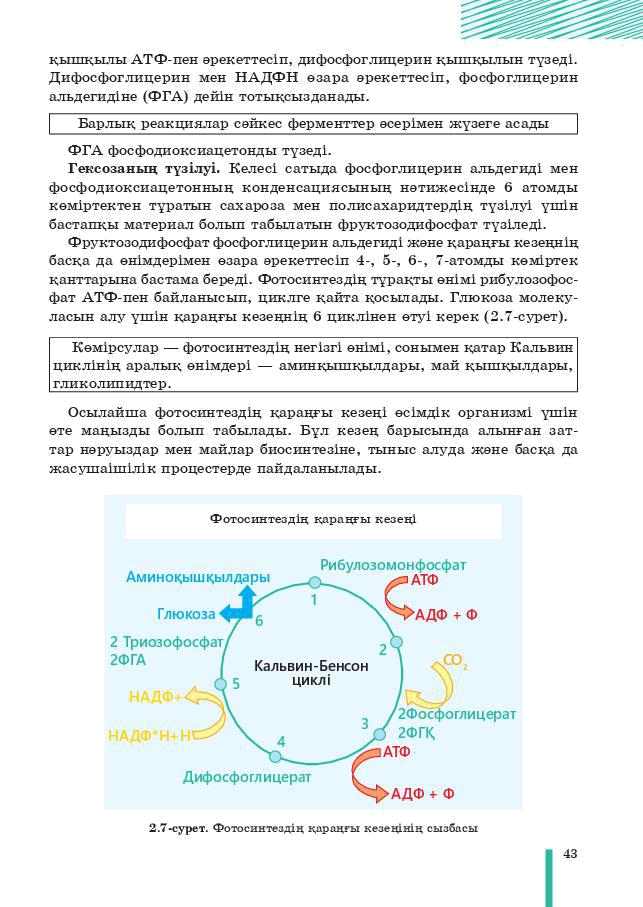 қышқылы АТФ-пен әрекеттесіп, дифосфоглицерин қышқылын түзеді.
Дифосфоглицерин мен НАДФН өзара әрекеттесіп, фосфоглицерин
альдегидіне (ФГА) дейін тотықсызданады.
Барлық реакциялар сәйкес ферменттер әсерімен жүзеге асады
ФГА фосфодиоксиацетонды түзеді.
Гексозаның түзілуі. Келесі сатыда фосфоглицерин альдегиді мен
фосфодиоксиацетонның конденсациясының нәтижесінде 6 атомды
көміртектен тұратын сахароза мен полисахаридтердің түзілуі үшін
бастапқы материал болып табылатын фруктозодифосфат түзіледі.
Фруктозодифосфат фосфоглицерин альдегиді және қараңғы кезеңнің
басқа да өнімдерімен өзара әрекеттесіп 4-, 5-, 6-, 7-атомды көміртек
қанттарына бастама береді. Фотосинтездің тұрақты өнімі рибулозофос-
фат АТФ-пен байланысып, циклге қайта қосылады. Глюкоза молеку-
ласын алу үшін қараңғы кезеңнің 6 циклінен өтуі керек (2.7-сурет).
Көмірсулар — фотосинтездің негізгі өнімі, сонымен қатар Кальвин
циклінің аралық өнімдері — аминқышқылдары, май қышқылдары,
гликолипидтер.
Осылайша фотосинтездің қараңғы кезеңі өсімдік организмі үшін
өте маңызды болып табылады. Бұл кезең барысында алынған зат-
тар нәруыздар мен майлар биосинтезіне, тыныс алуда және басқа да
жасушаішілік процестерде пайдаланылады.
Фотосинтездің қараңғы кезеңі
Рибулозомонфосфат
Аминоқышқылдары
АТФ
1
Глюкоза
АДФ + Ф
6
2 Триозофосфат
2ФГА
2
Кальвин-Бенсон
циклі
CO2
5
НАДФ+
2Фосфоглицерат
3
2ФГҚ
НАДФ*Н+Н
4
АТФ
Дифосфоглицерат
АДФ + Ф
2.7-сурет. Фотосинтездің қараңғы кезеңінің сызбасы
43